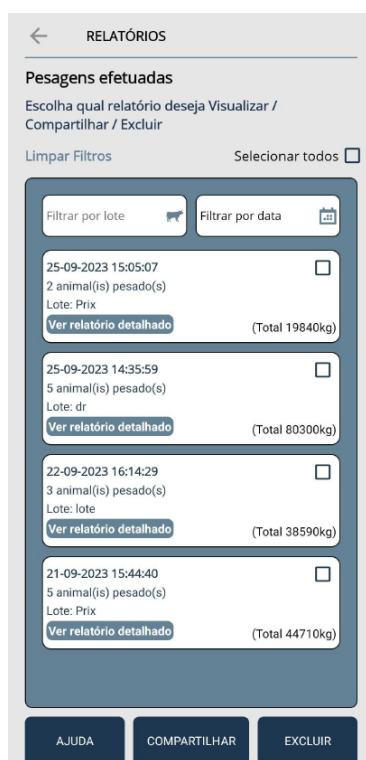 RELATÓRIOS
Pesagens efetuadas
Escolha qual relatório deseja Visualizar /
Compartilhar / Excluir
Limpar Filtros
Selecionar todos
Filtrar por lote
Filtrar por data
25-09-2023 15:05:07
2 animal(is) pesado(s)
Lote: Prix
Ver relatório detalhado
(Total 19840kg)
25-09-2023 14:35:59
5 animal(is) pesado(s)
Lote: dr
Ver relatório detalhado
(Total 80300kg)
22-09-2023 16:14:29
3 animal(is) pesado(s)
Lote: lote
Ver relatório detalhado
(Total 38590kg)
21-09-2023 15:44:40
5 animal(is) pesado(s)
Lote: Prix
Ver relatório detalhado
(Total 44710kg)
AJUDA
COMPARTILHAR
EXCLUIR